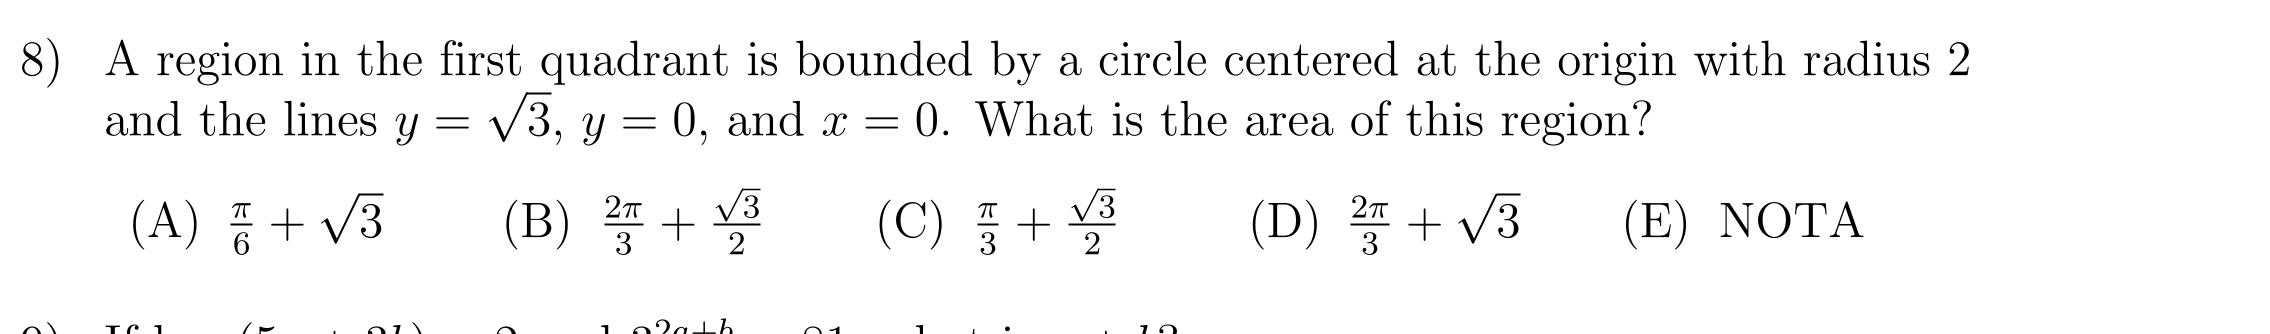 8) A region in the first quadrant is bounded by a circle centered at the origin with radius 2
and the lines y = √3, y = 0, and x = 0. What is the area of this region?
(A) π/6 + √3 (B) 2π/3 + √3/2 (C) π/3 + √3/2 (D) 2π/3 + √3 (E) NOTA